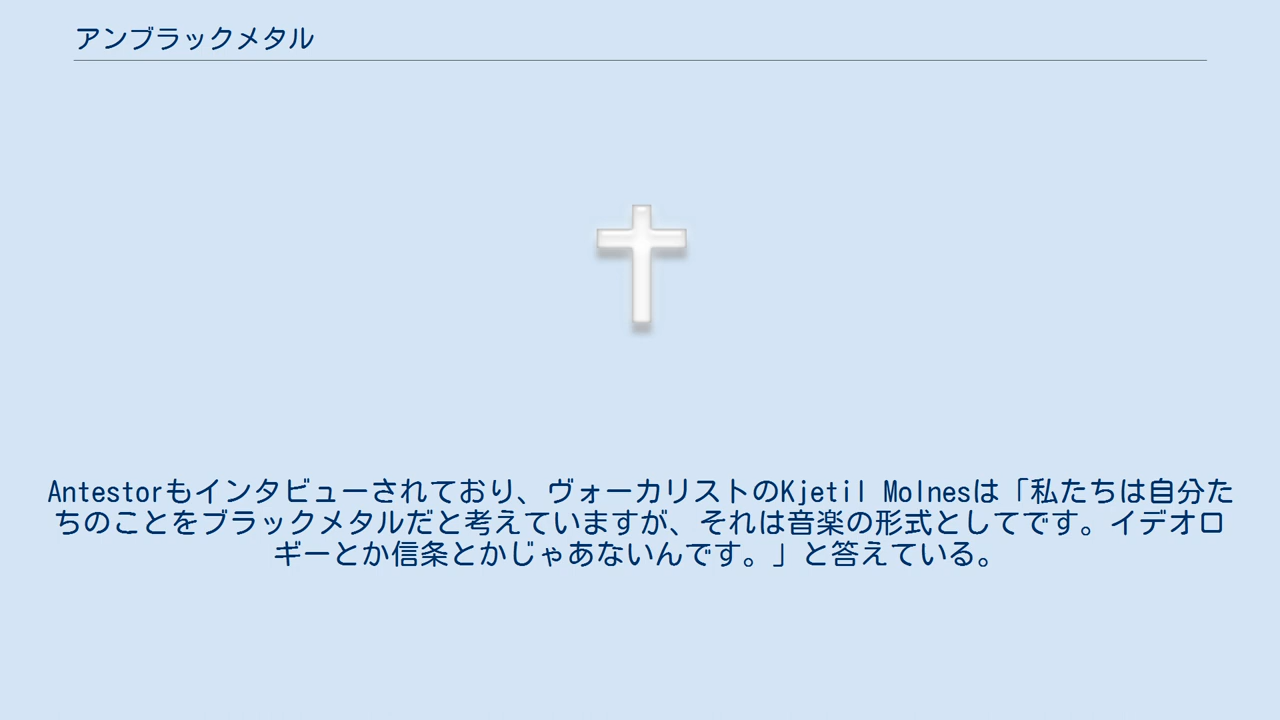 アンブラックメタル
Antestorもインタビューされており、ヴォーカリストのKjetil Molnesは「私たちは自分た
ちのことをブラックメタルだと考えていますが、それは音楽の形式としてです。イデオロ
ギーとか信条とかじゃあないんです。」と答えている。